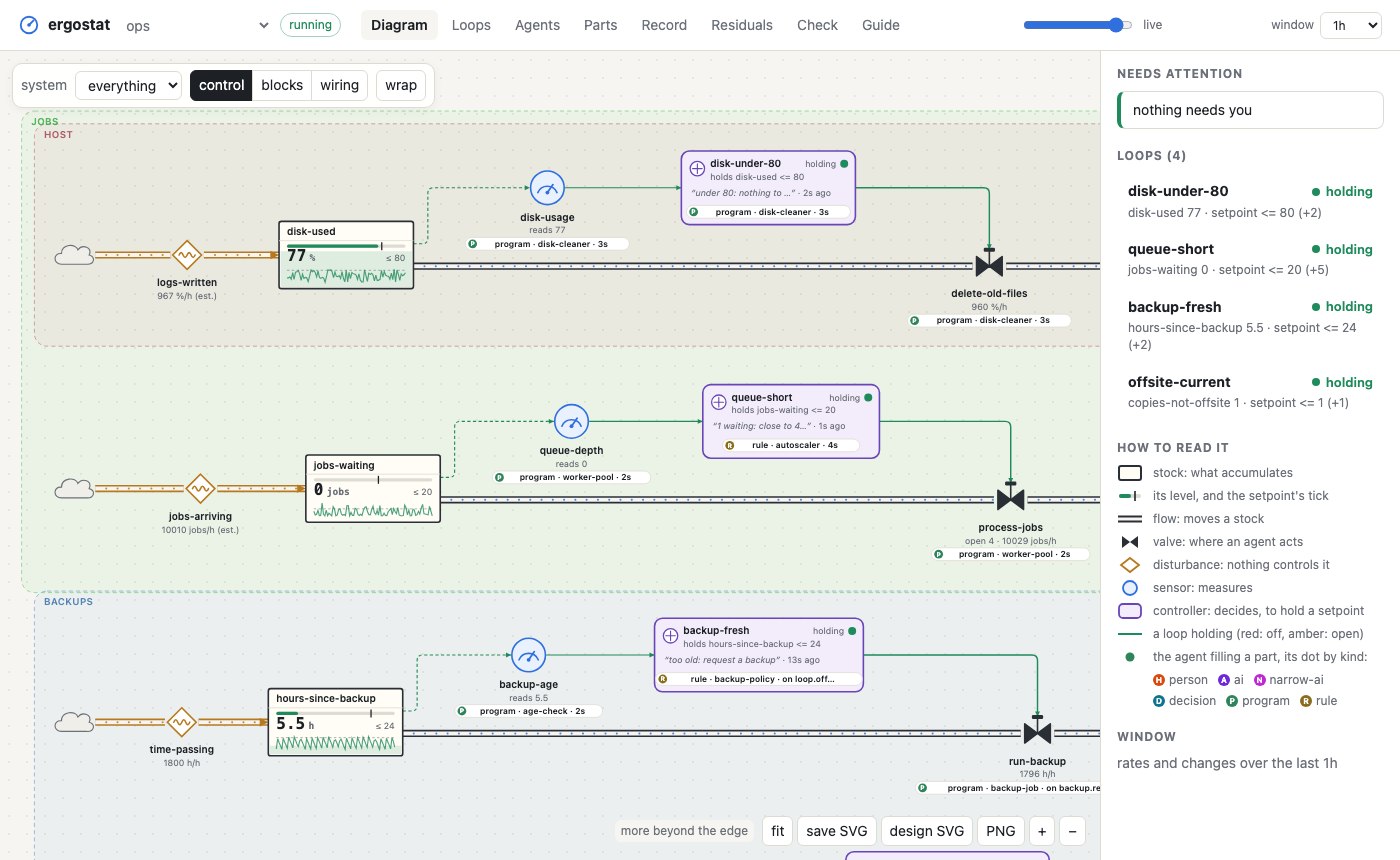 ergostat
ops
running
Diagram
Loops
Agents
Parts
Record
Residuals
Check
Guide
live
window
1h
system
everything
control
blocks
wiring
wrap
JOBS
HOST
disk-under-80
holding
holds disk-used <= 80
“under 80: nothing to …” · 2s ago
P program · disk-cleaner · 3s
disk-usage
reads 77
P program · disk-cleaner · 3s
disk-used
77 %
≤ 80
logs-written
967 %/h (est.)
delete-old-files
960 %/h
P program · disk-cleaner · 3s
queue-short
holding
holds jobs-waiting <= 20
“1 waiting: close to 4…” · 1s ago
R rule · autoscaler · 4s
queue-depth
reads 0
P program · worker-pool · 2s
jobs-waiting
0 jobs
≤ 20
jobs-arriving
10010 jobs/h (est.)
process-jobs
open 4 · 10029 jobs/h
P program · worker-pool · 2s
BACKUPS
backup-fresh
holding
holds hours-since-backup <= 24
“too old: request a backup” · 13s ago
R rule · backup-policy · on loop.off…
backup-age
reads 5.5
P program · age-check · 2s
hours-since-backup
5.5 h
≤ 24
time-passing
1800 h/h
run-backup
1796 h/h
P program · backup-job · on backup.re
more beyond the edge
fit
save SVG
design SVG
PNG
+
−
NEEDS ATTENTION
nothing needs you
LOOPS (4)
disk-under-80
holding
disk-used 77 · setpoint <= 80 (+2)
queue-short
holding
jobs-waiting 0 · setpoint <= 20 (+5)
backup-fresh
holding
hours-since-backup 5.5 · setpoint <= 24
(+2)
offsite-current
holding
copies-not-offsite 1 · setpoint <= 1 (+1)
HOW TO READ IT
stock: what accumulates
its level, and the setpoint's tick
flow: moves a stock
valve: where an agent acts
disturbance: nothing controls it
sensor: measures
controller: decides, to hold a setpoint
a loop holding (red: off, amber: open)
the agent filling a part, its dot by kind:
H person A ai N narrow-ai
D decision P program R rule
WINDOW
rates and changes over the last 1h